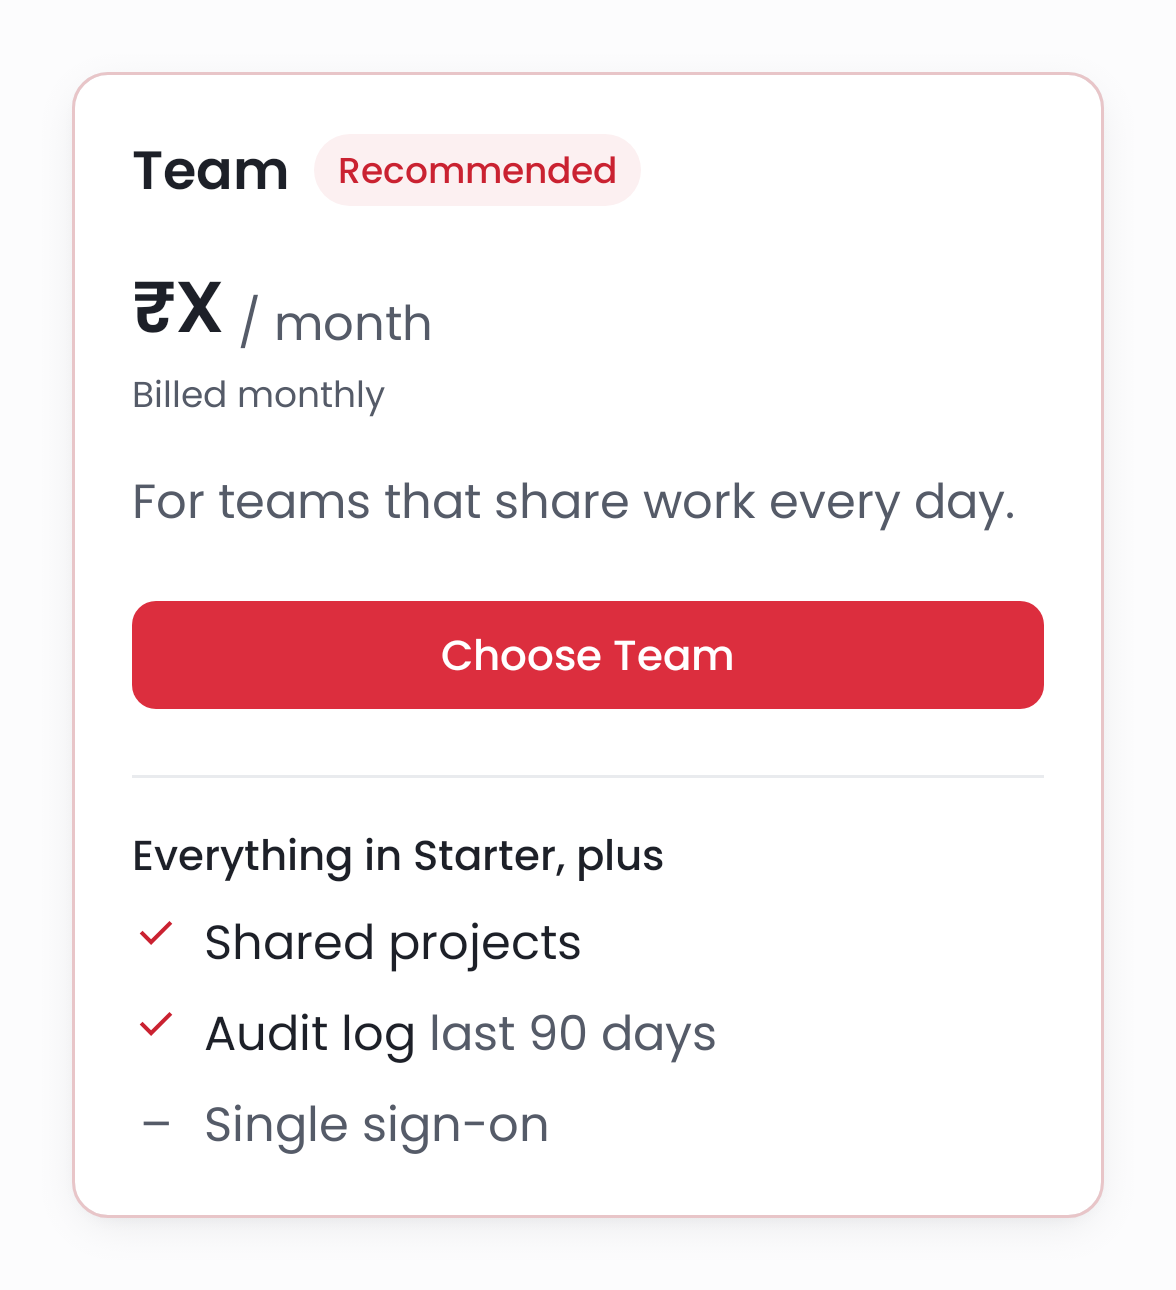 Team Recommended
₹X / month
Billed monthly
For teams that share work every day.
Choose Team
Everything in Starter, plus
Shared projects
Audit log last 90 days
Single sign-on